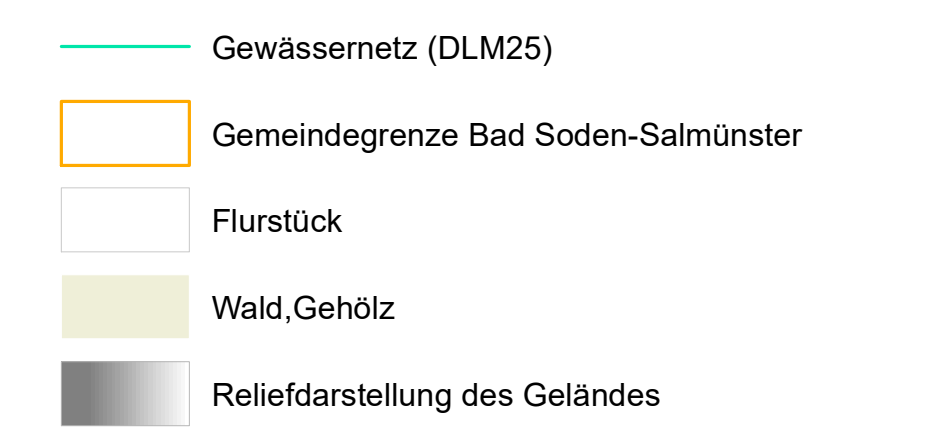 Gewässernetz (DLM25)
Gemeindegrenze Bad Soden-Salmünster
Flurstück
Wald,Gehölz
Reliefdarstellung des Geländes